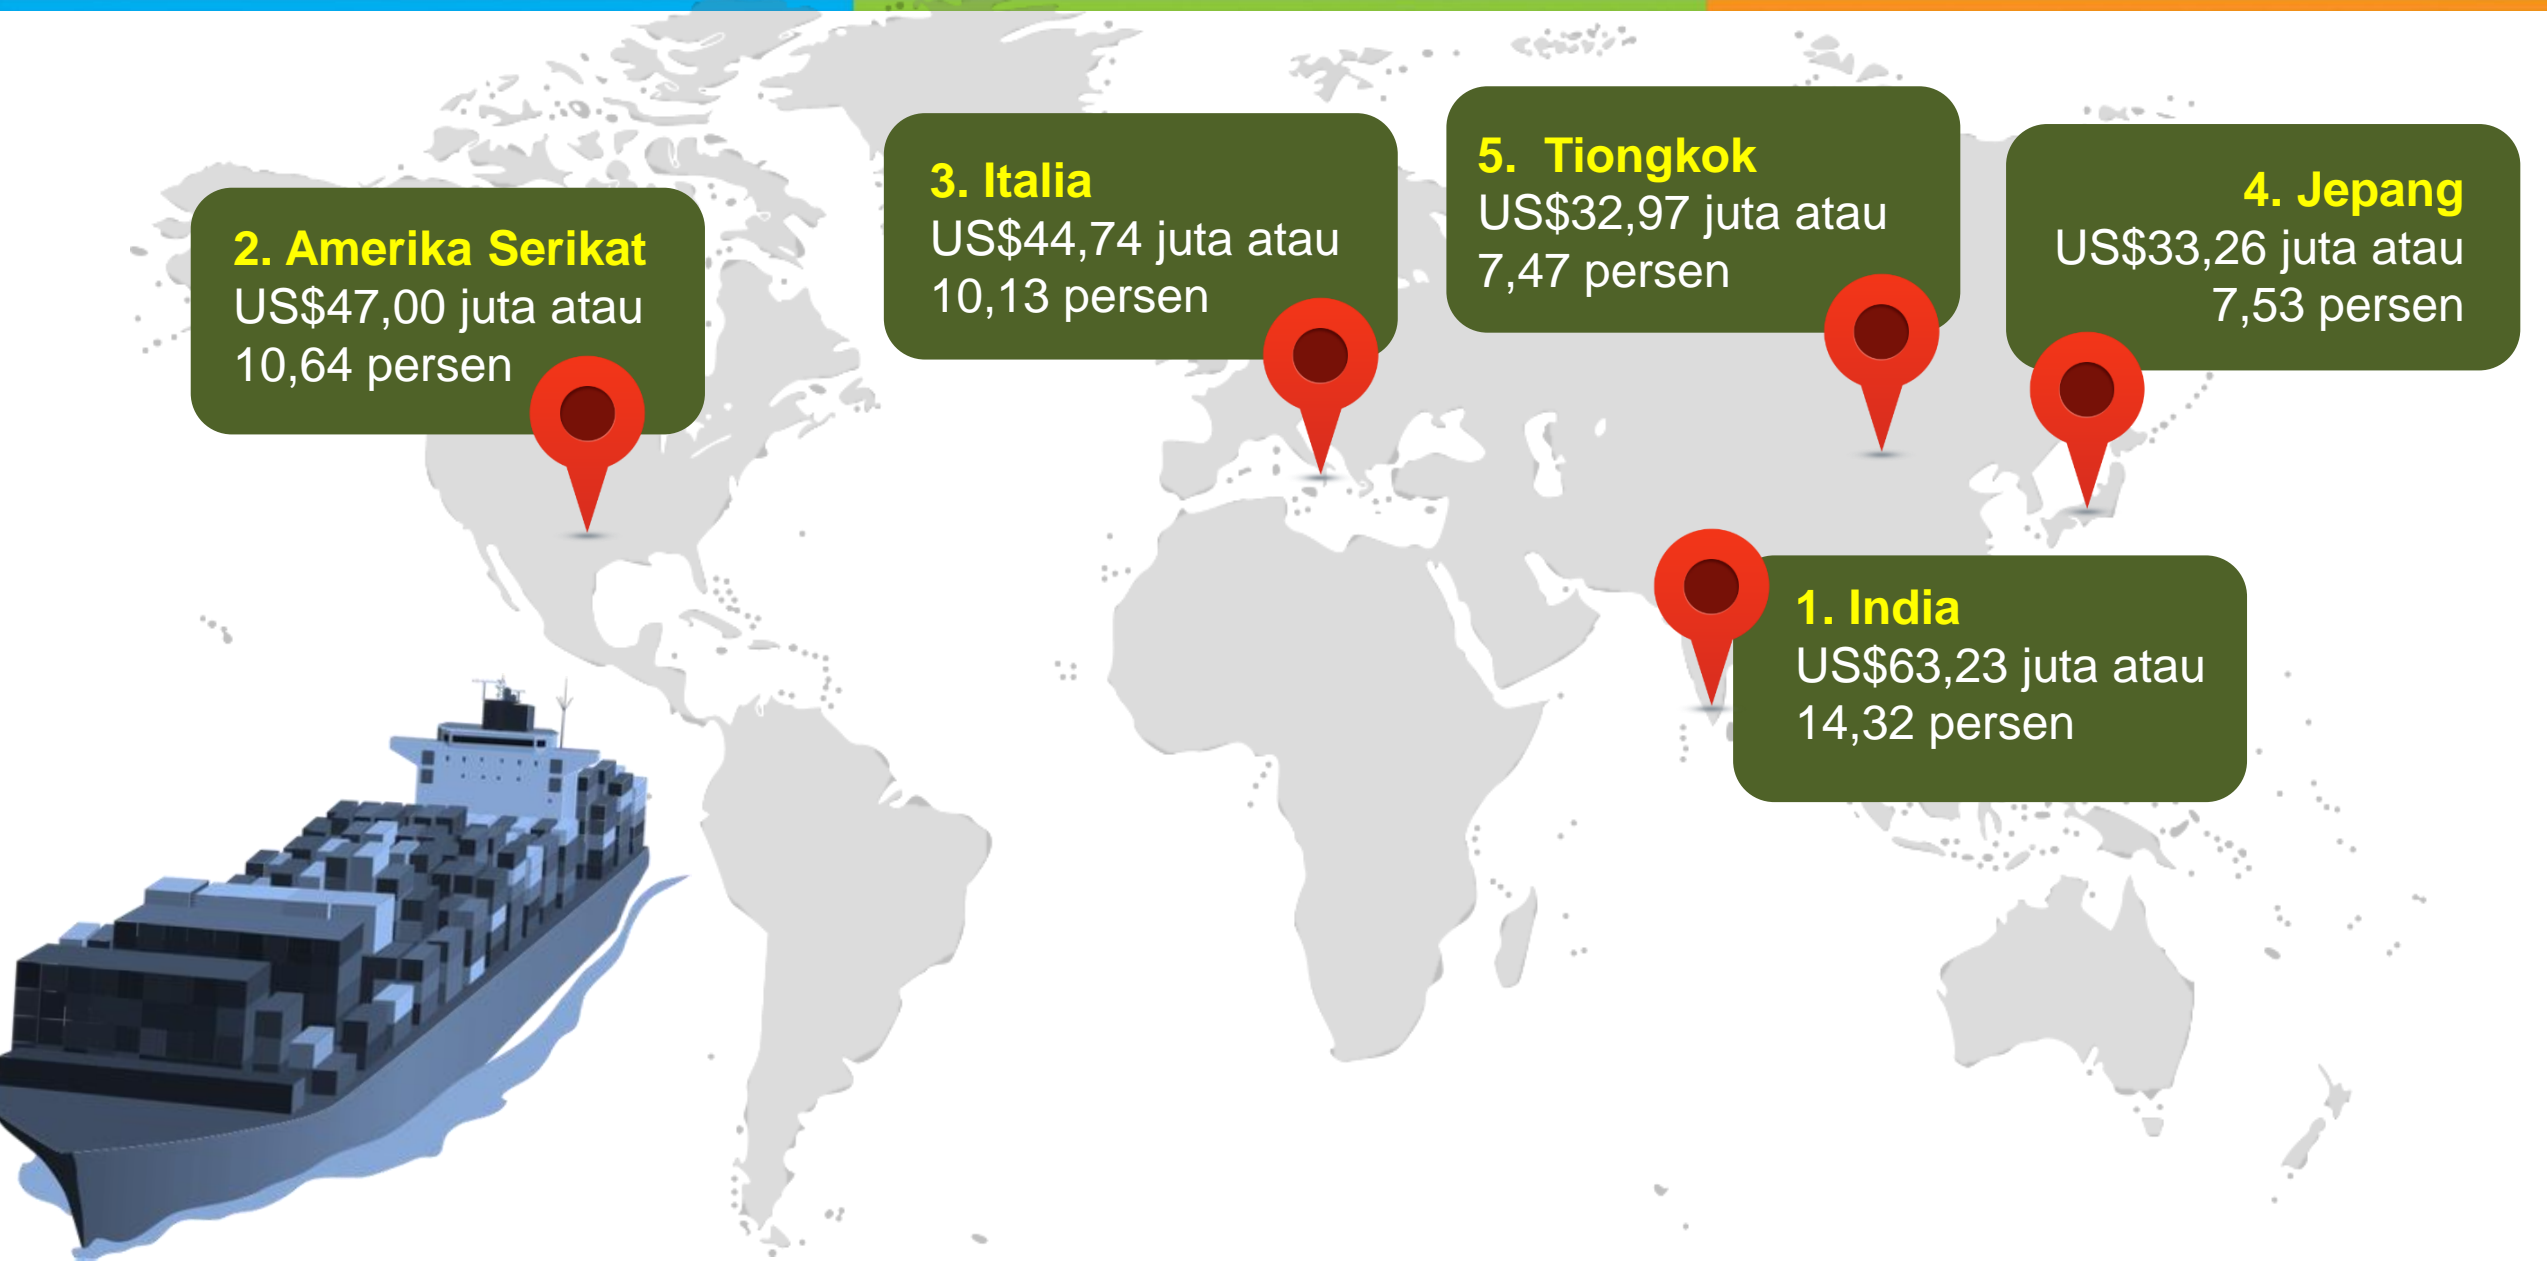 2. Amerika Serikat
US$47,00 juta atau
10,64 persen
3. Italia
US$44,74 juta atau
10,13 persen
5. Tiongkok
US$32,97 juta atau
7,47 persen
4. Jepang
US$33,26 juta atau
7,53 persen
1. India
US$63,23 juta atau
14,32 persen